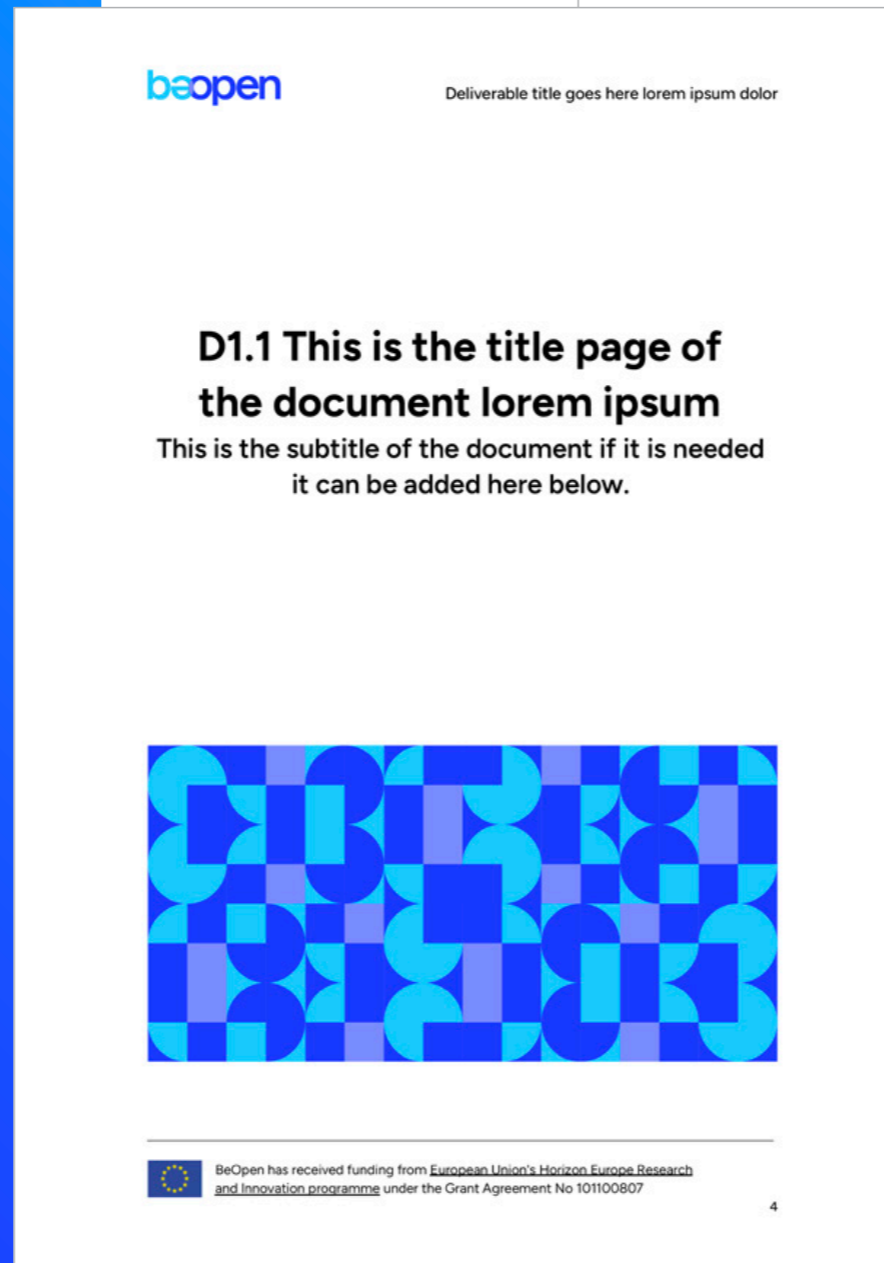 beopen
Deliverable title goes here lorem ipsum dolor
D1.1 This is the title page of
the document lorem ipsum
This is the subtitle of the document if it is needed
it can be added here below.
BeOpen has received funding from European Union's Horizon Europe Research
and Innovation programme under the Grant Agreement No 101100807
4